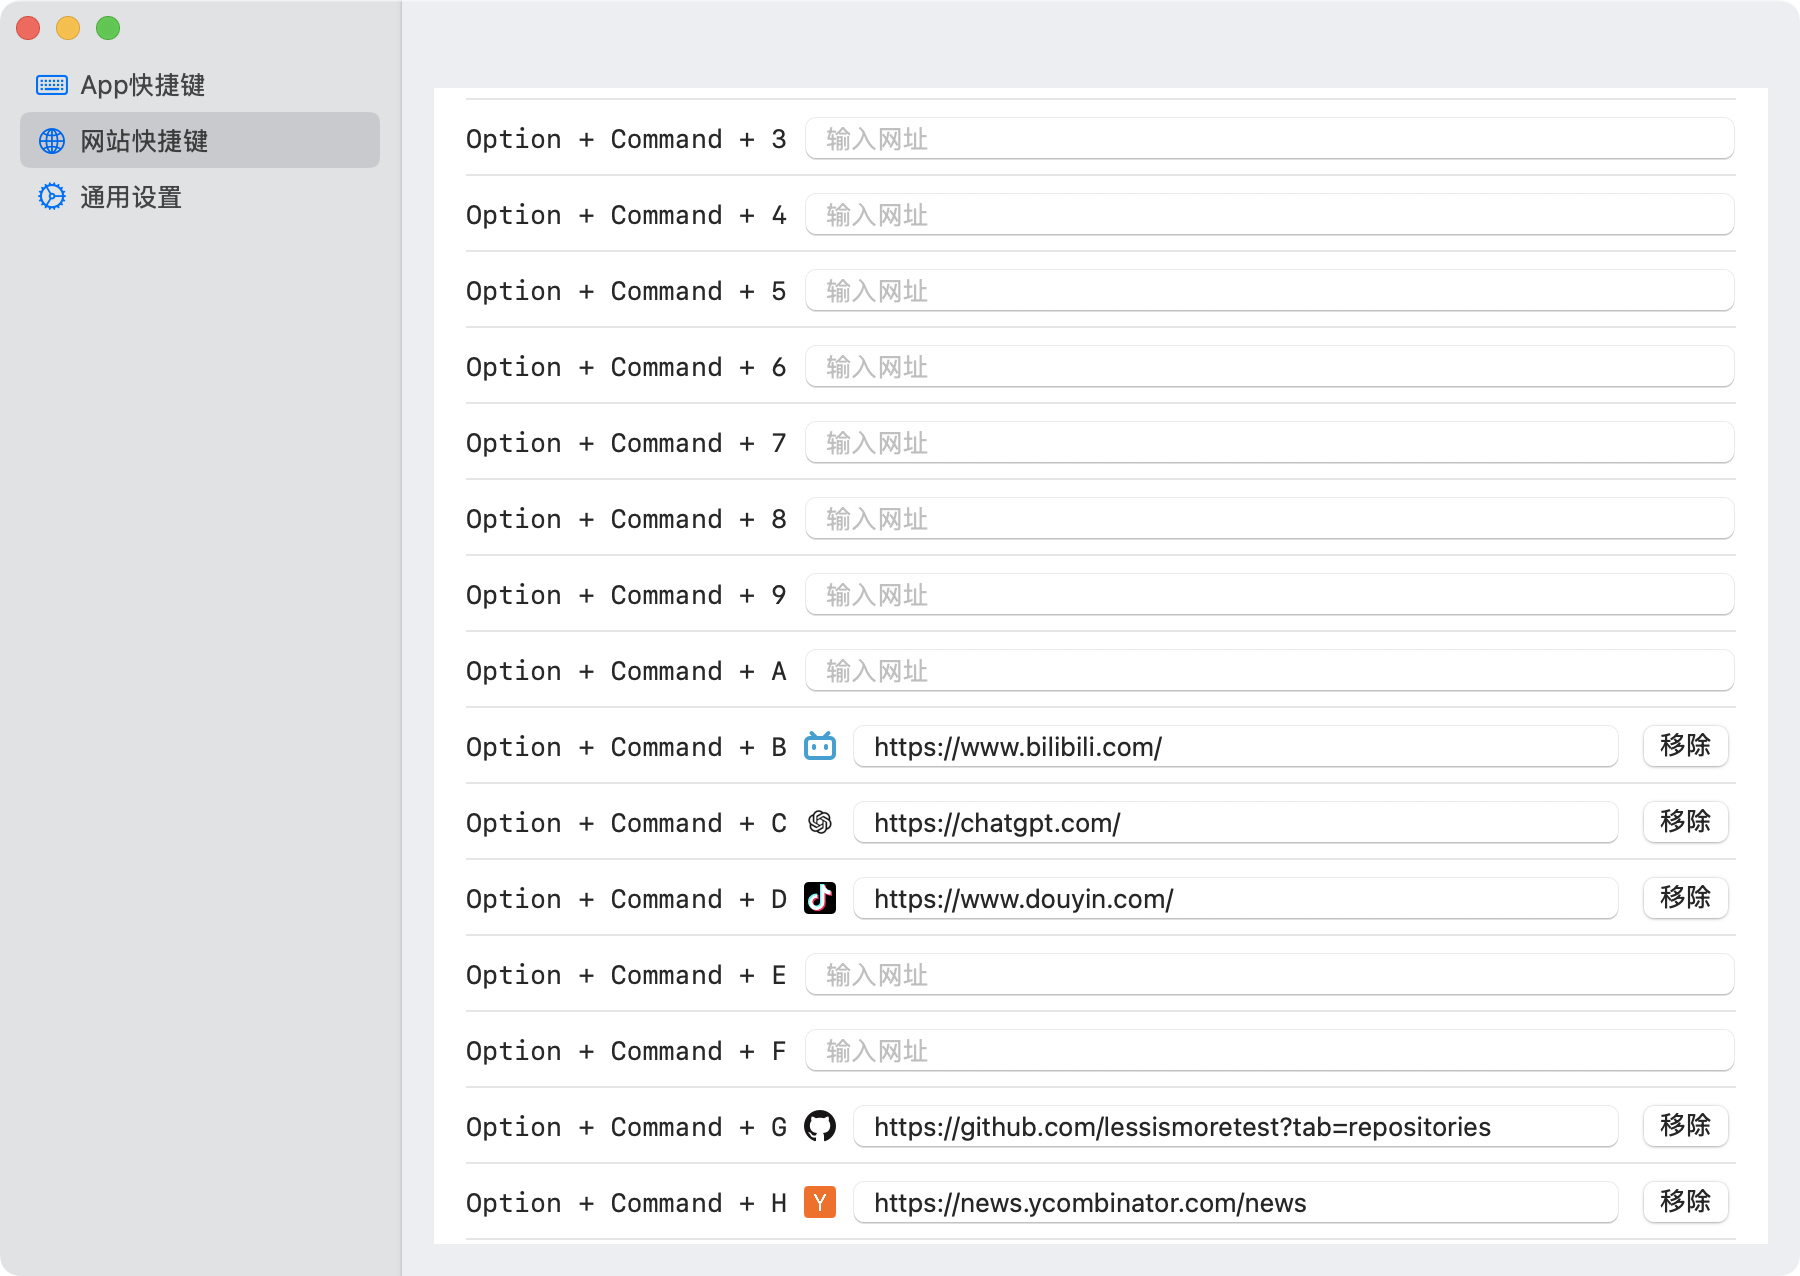 App快捷键
网站快捷键
通用设置
Option + Command + 3 输入网址
Option + Command + 4 输入网址
Option + Command + 5 输入网址
Option + Command + 6 输入网址
Option + Command + 7 输入网址
Option + Command + 8 输入网址
Option + Command + 9 输入网址
Option + Command + A 输入网址
Option + Command + B https://www.bilibili.com/ 移除
Option + Command + C https://chatgpt.com/ 移除
Option + Command + D https://www.douyin.com/ 移除
Option + Command + E 输入网址
Option + Command + F 输入网址
Option + Command + G https://github.com/lessismoretest?tab=repositories 移除
Option + Command + H Y https://news.ycombinator.com/news 移除